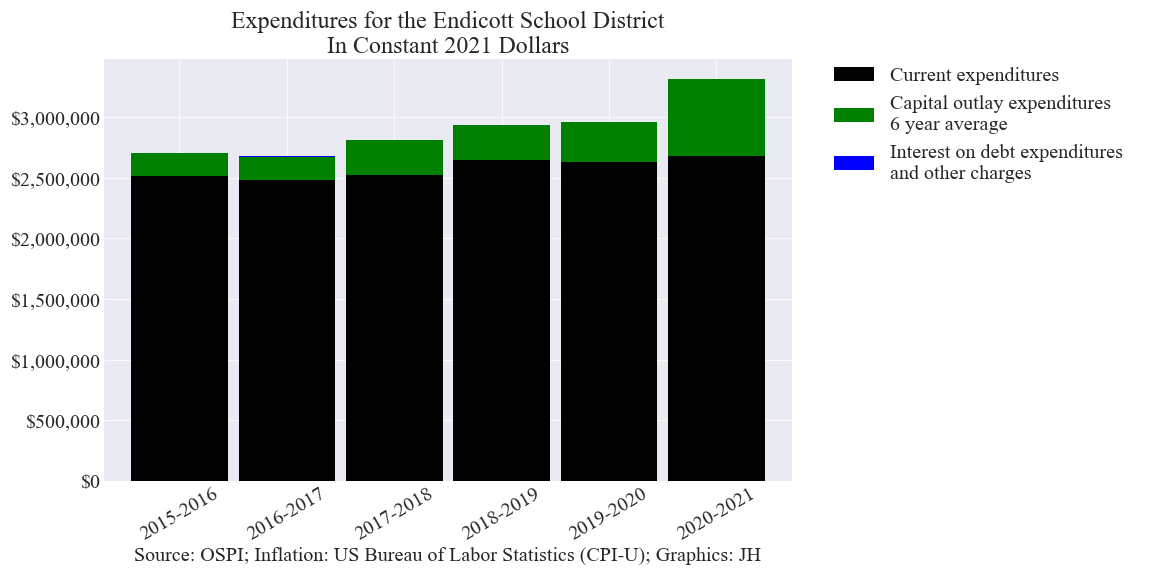 Expenditures for the Endicott School District
In Constant 2021 Dollars
$3,000,000
$2,500,000
$2,000,000
$1,500,000
$1,000,000
$500,000
$0
2015-2016
2016-2017
2017-2018
2018-2019
2019-2020
2020-2021
Source: OSPI; Inflation: US Bureau of Labor Statistics (CPI-U); Graphics: JH
Current expenditures
Capital outlay expenditures
6 year average
Interest on debt expenditures
and other charges